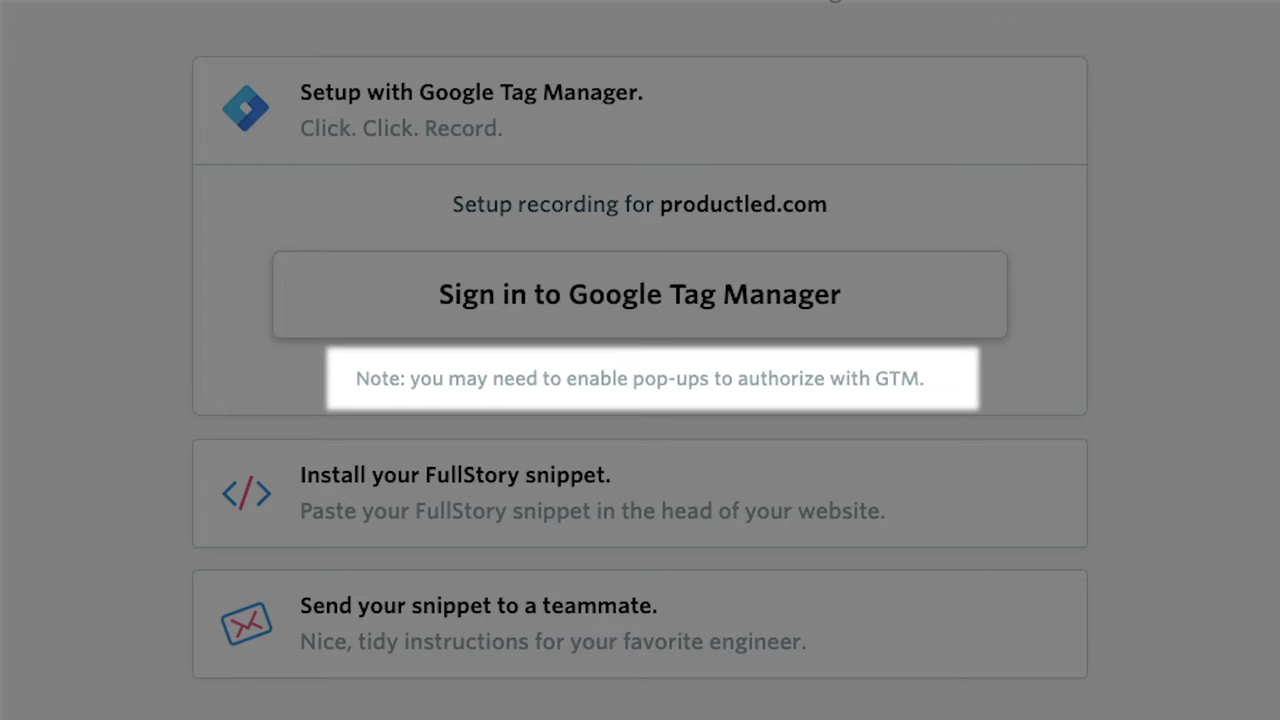 Setup with Google Tag Manager.
Click. Click. Record.
Setup recording for productled.com
Sign in to Google Tag Manager
Note: you may need to enable pop-ups to authorize with GTM.
Install your FullStory snippet.
Paste your FullStory snippet in the head of your website.
Send your snippet to a teammate.
Nice, tidy instructions for your favorite engineer.